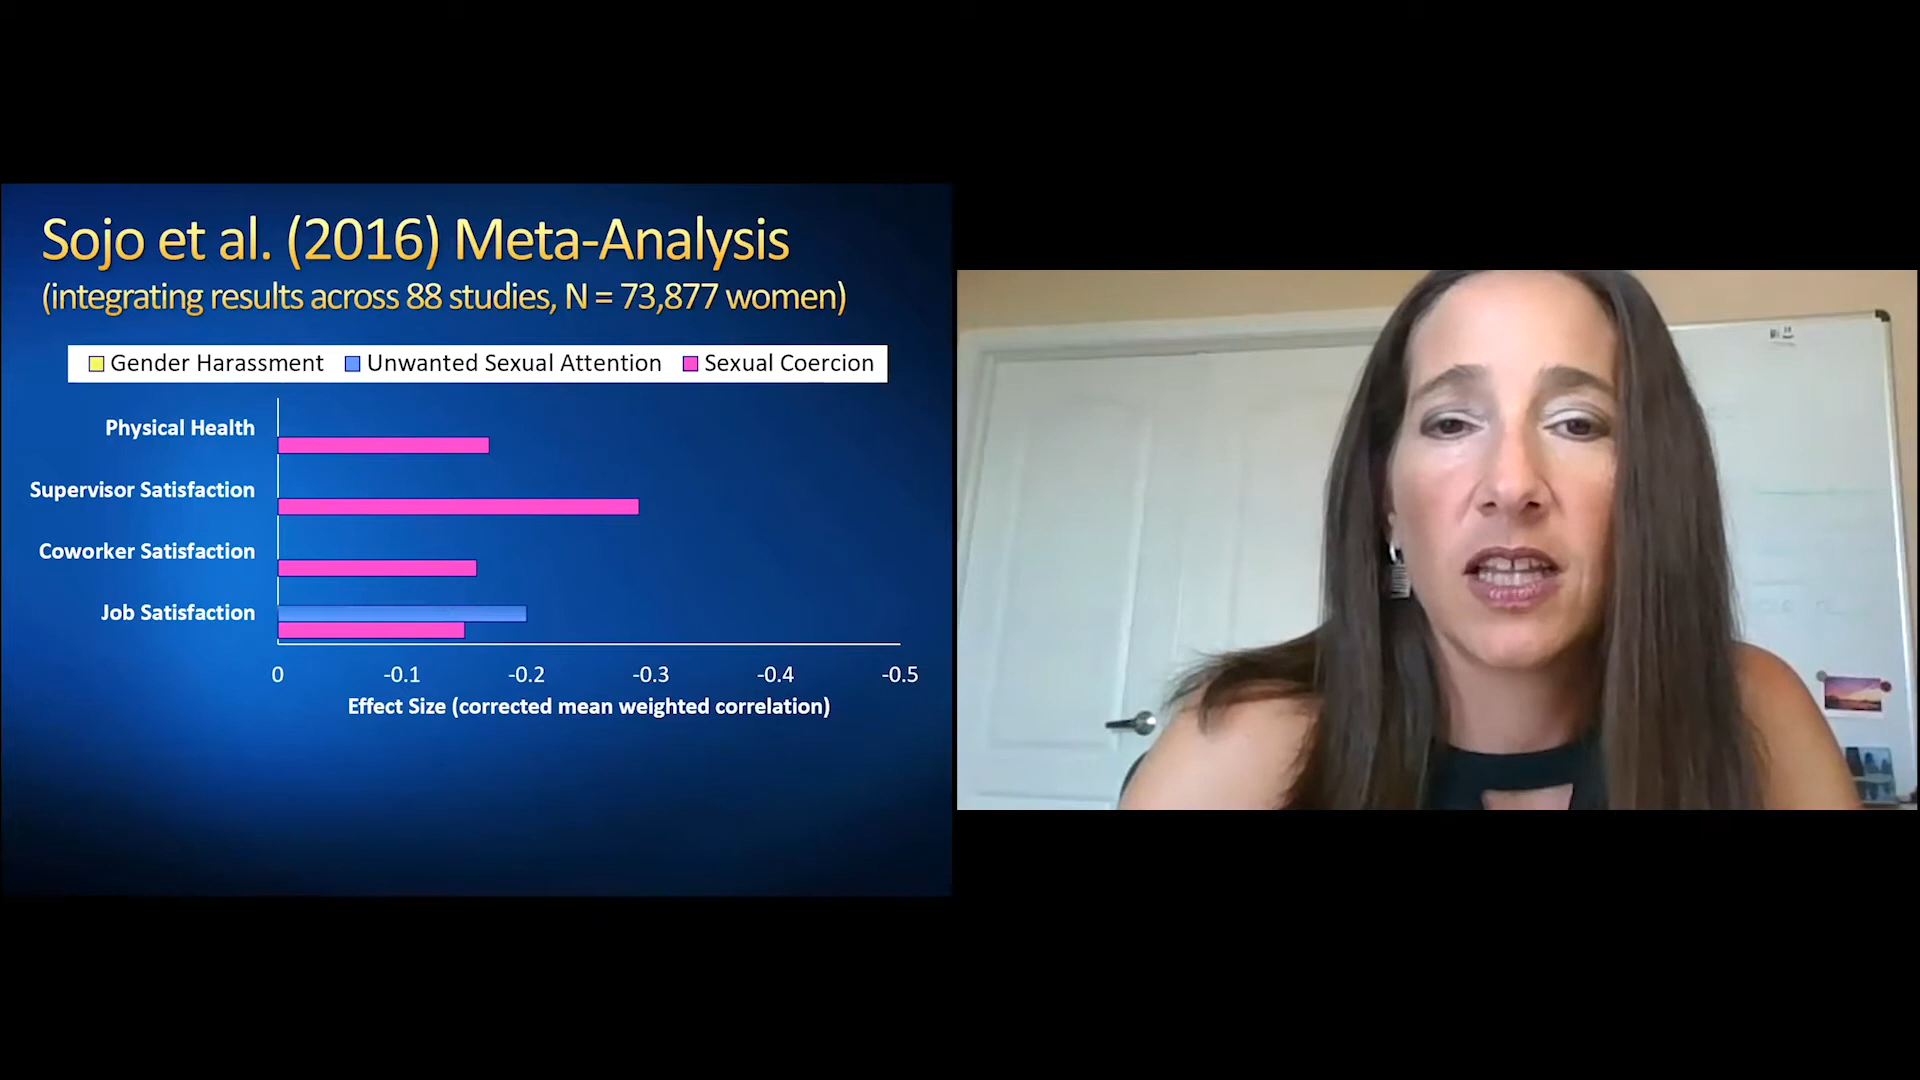 Sojo et al. (2016) Meta-Analysis
(integrating results across 88 studies, N = 73,877 women)
Gender Harassment Unwanted Sexual Attention Sexual Coercion
Physical Health
Supervisor Satisfaction
Coworker Satisfaction
Job Satisfaction
0 -0.1 -0.2 -0.3 -0.4 -0.5
Effect Size (corrected mean weighted correlation)